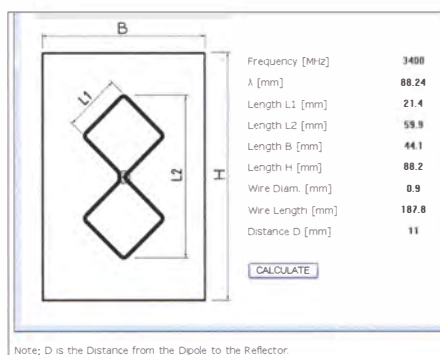 B
L1
L2
H
Frequency [MHz] 3400
λ [mm] 88.24
Length L1 [mm] 21.4
Length L2 [mm] 59.9
Length B [mm] 44.1
Length H [mm] 88.2
Wire Diam. [mm] 0.9
Wire Length [mm] 187.8
Distance D [mm] 11
CALCULATE
Note; D is the Distance from the Dipole to the Reflector.